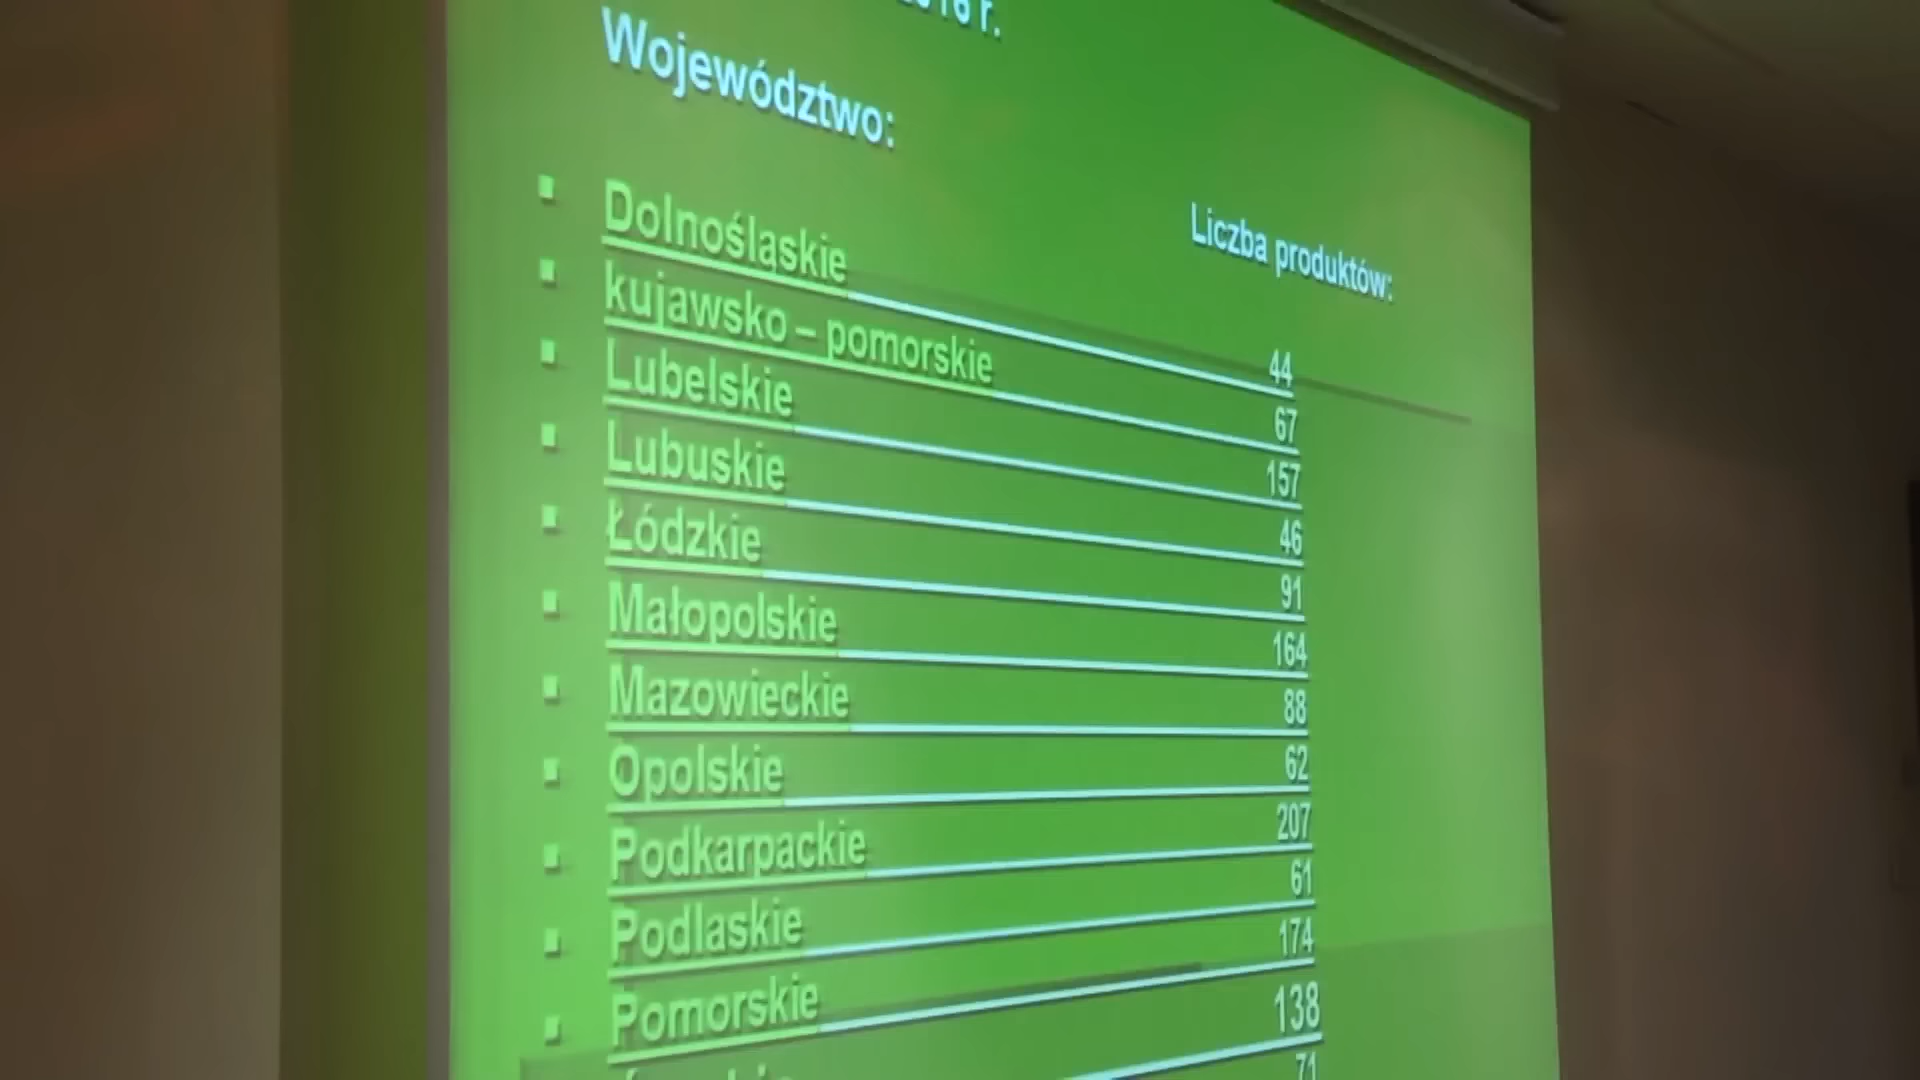 2016 r.
Województwo:
Liczba produktów:
Dolnośląskie 44
kujawsko – pomorskie 67
Lubelskie 157
Lubuskie 46
Łódzkie 91
Małopolskie 164
Mazowieckie 88
Opolskie 62
Podkarpackie 207
Podlaskie 61
Pomorskie 174
138
71